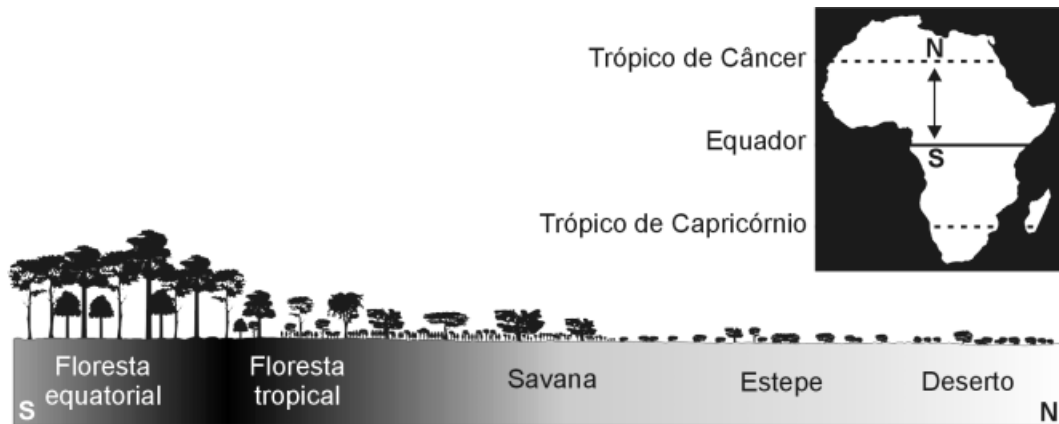 Trópico de Câncer
N
Equador
S
Trópico de Capricórnio
Floresta
equatorial
Floresta
tropical
Savana
Estepe
Deserto
S
N